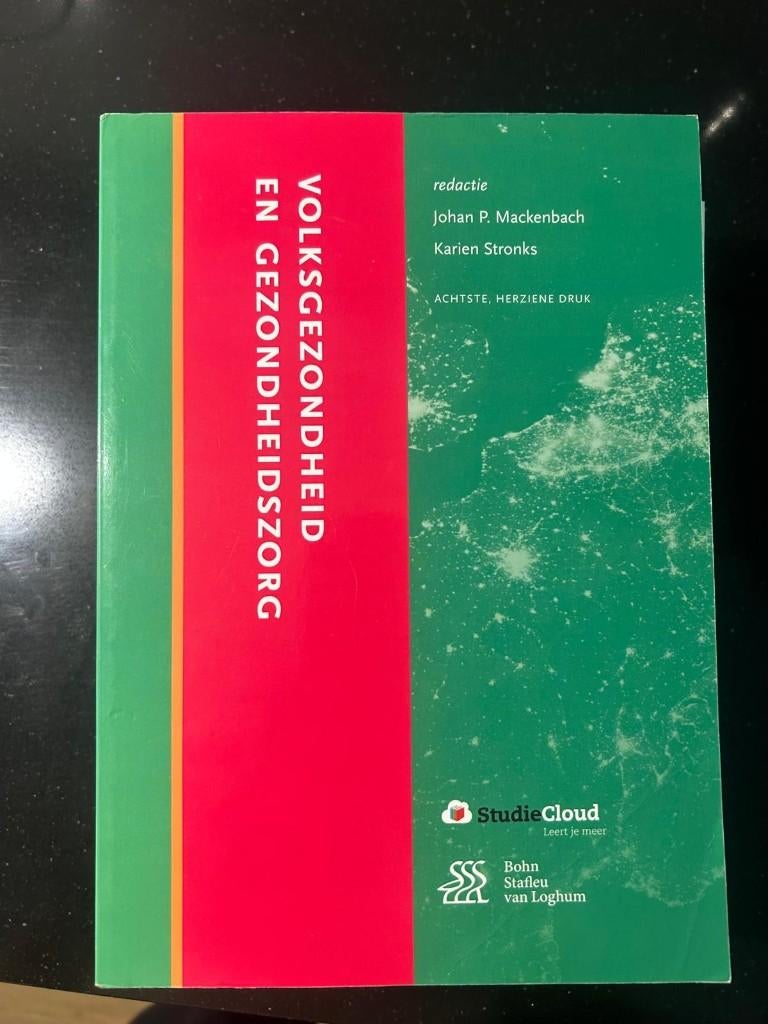 VOLKSGEZONDHEID
EN GEZONDHEIDSZORG
redactie
Johan P. Mackenbach
Karien Stronks
ACHTSTE, HERZIENE DRUK
StudieCloud
Leert je meer
Bohn
Stafleu
van Loghum